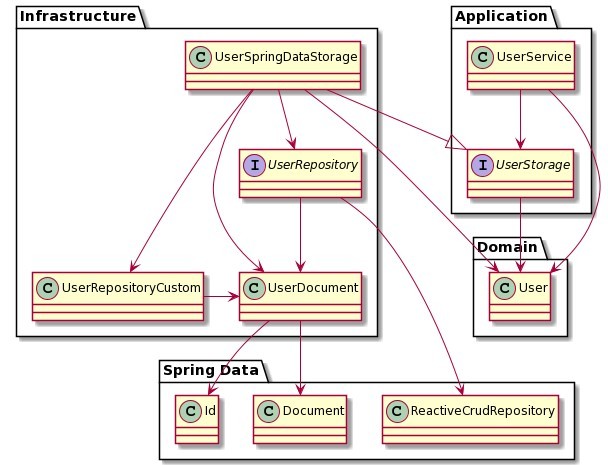 Infrastructure
Application
C UserSpringDataStorage
C UserService
I UserRepository
I UserStorage
Domain
C UserRepositoryCustom
C UserDocument
C User
Spring Data
C Id
C Document
C ReactiveCrudRepository